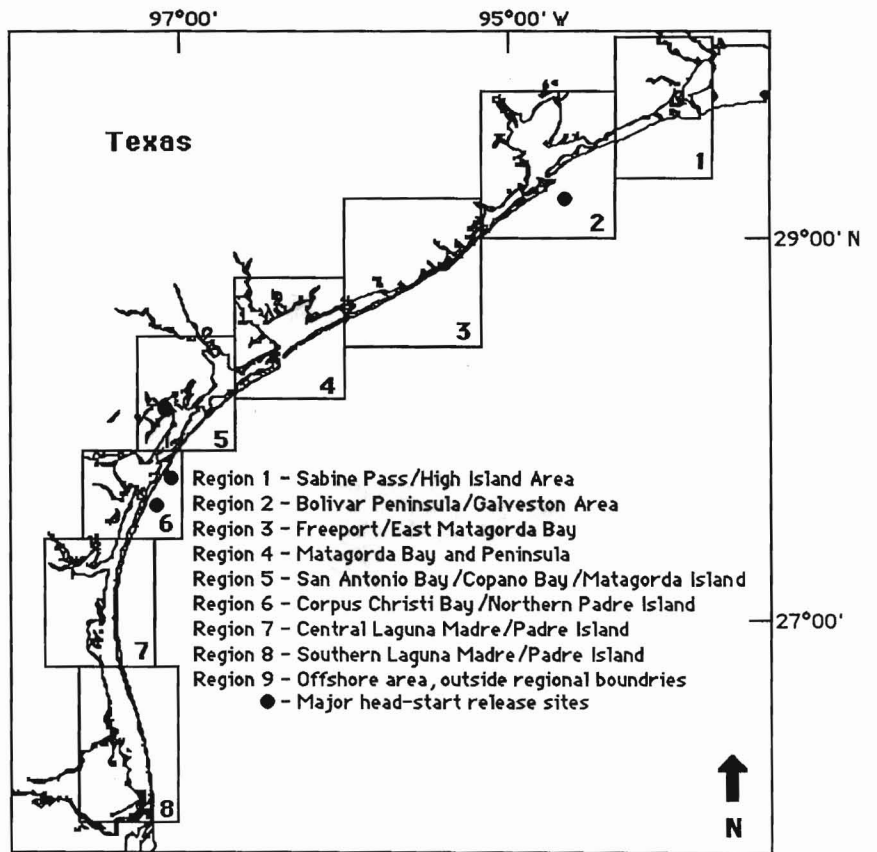 97°00'
95°00' W
Texas
1
2
29°00' N
3
4
5
Region 1 - Sabine Pass/High Island Area
6
Region 2 - Bolivar Peninsula/Galveston Area
Region 3 - Freeport/East Matagorda Bay
Region 4 - Matagorda Bay and Peninsula
Region 5 - San Antonio Bay/Copano Bay/Matagorda Island
Region 6 - Corpus Christi Bay/Northern Padre Island
27°00'
7
Region 7 - Central Laguna Madre/Padre Island
Region 8 - Southern Laguna Madre/Padre Island
Region 9 - Offshore area, outside regional boundries
- Major head-start release sites
8
N